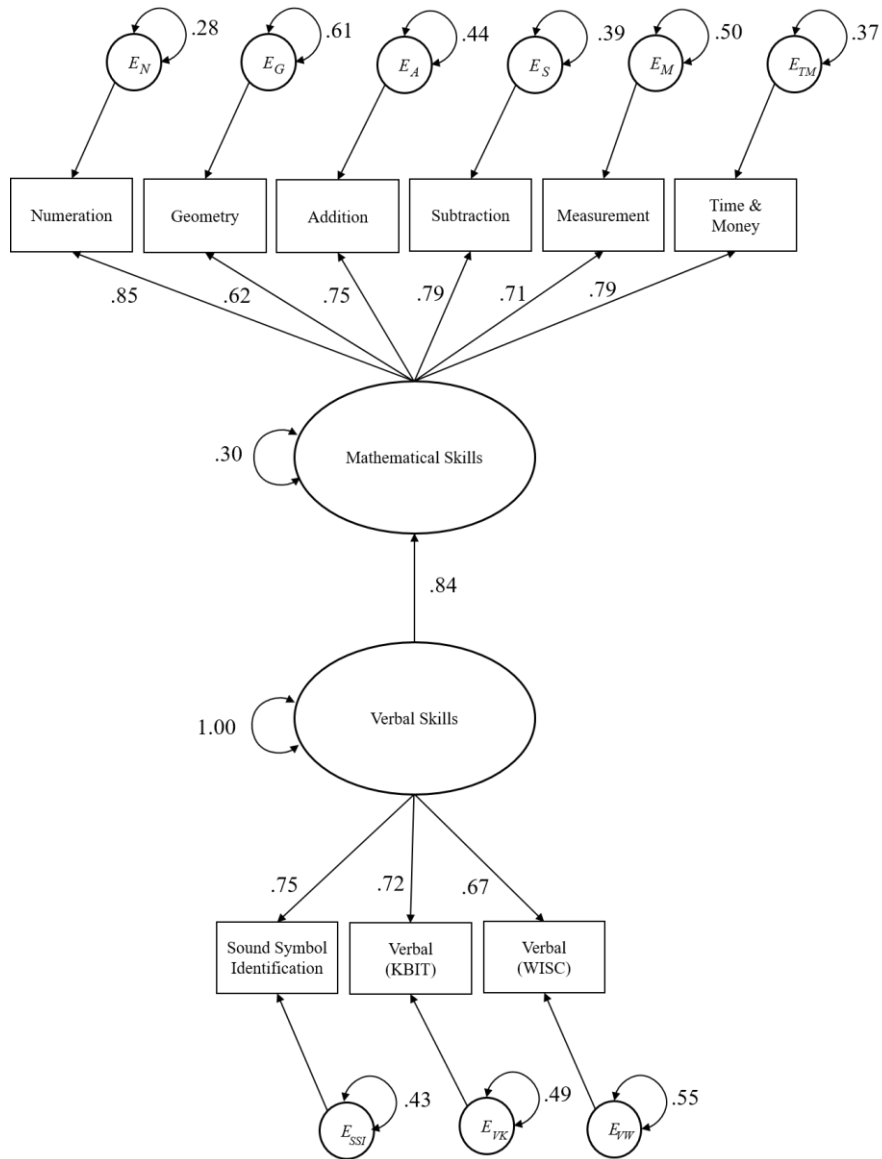 .28
.61
.44
.39
.50
.37
E_N
E_G
E_A
E_S
E_M
E_TM
Numeration
Geometry
Addition
Subtraction
Measurement
Time &
Money
.85
.62
.75
.79
.71
.79
.30
Mathematical Skills
.84
1.00
Verbal Skills
.75
.72
.67
Sound Symbol
Identification
Verbal
(KBIT)
Verbal
(WISC)
.43
.49
.55
E_SSI
E_VK
E_VW